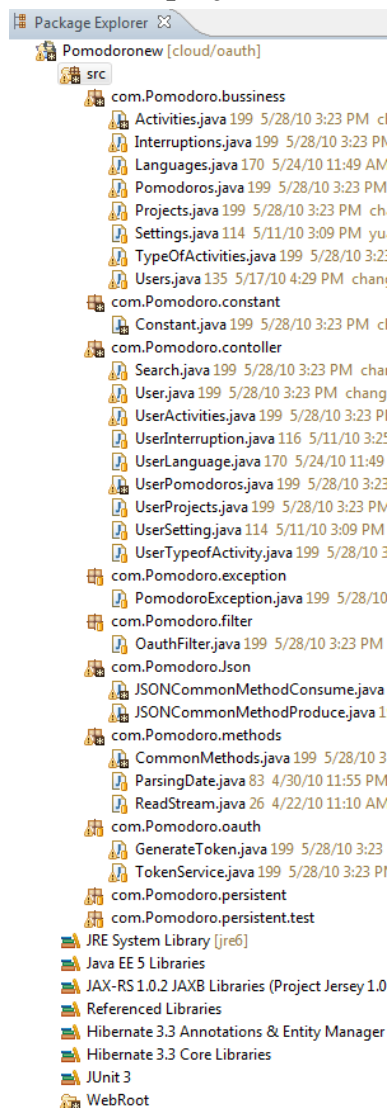 Package Explorer
Pomodoronew [cloud/oauth]
src
com.Pomodoro.bussiness
Activities.java 199 5/28/10 3:23 PM
Interruptions.java 199 5/28/10 3:23 PM
Languages.java 170 5/24/10 11:49 AM
Pomodoros.java 199 5/28/10 3:23 PM
Projects.java 199 5/28/10 3:23 PM
Settings.java 114 5/11/10 3:09 PM
TypeOfActivities.java 199 5/28/10 3:23
Users.java 135 5/17/10 4:29 PM
com.Pomodoro.constant
Constant.java 199 5/28/10 3:23 PM
com.Pomodoro.contoller
Search.java 199 5/28/10 3:23 PM
User.java 199 5/28/10 3:23 PM
UserActivities.java 199 5/28/10 3:23
UserInterruption.java 116 5/11/10
UserLanguage.java 170 5/24/10 11:49
UserPomodoros.java 199 5/28/10 3:23
UserProjects.java 199 5/28/10 3:23 PM
UserSetting.java 114 5/11/10 3:09 PM
UserTypeofActivity.java 199 5/28/10
com.Pomodoro.exception
PomodoroException.java 199 5/28/10
com.Pomodoro.filter
OauthFilter.java 199 5/28/10 3:23 PM
com.Pomodoro.Json
JSONCommonMethodConsume.java
JSONCommonMethodProduce.java
com.Pomodoro.methods
CommonMethods.java 199 5/28/10
ParsingDate.java 83 4/30/10 11:55 PM
ReadStream.java 26 4/22/10 11:10 AM
com.Pomodoro.oauth
GenerateToken.java 199 5/28/10 3:23
TokenService.java 199 5/28/10 3:23 PM
com.Pomodoro.persistent
com.Pomodoro.persistent.test
JRE System Library [jre6]
Java EE 5 Libraries
JAX-RS 1.0.2 JAXB Libraries (Project Jersey 1.0
Referenced Libraries
Hibernate 3.3 Annotations & Entity Manager
Hibernate 3.3 Core Libraries
JUnit 3
WebRoot